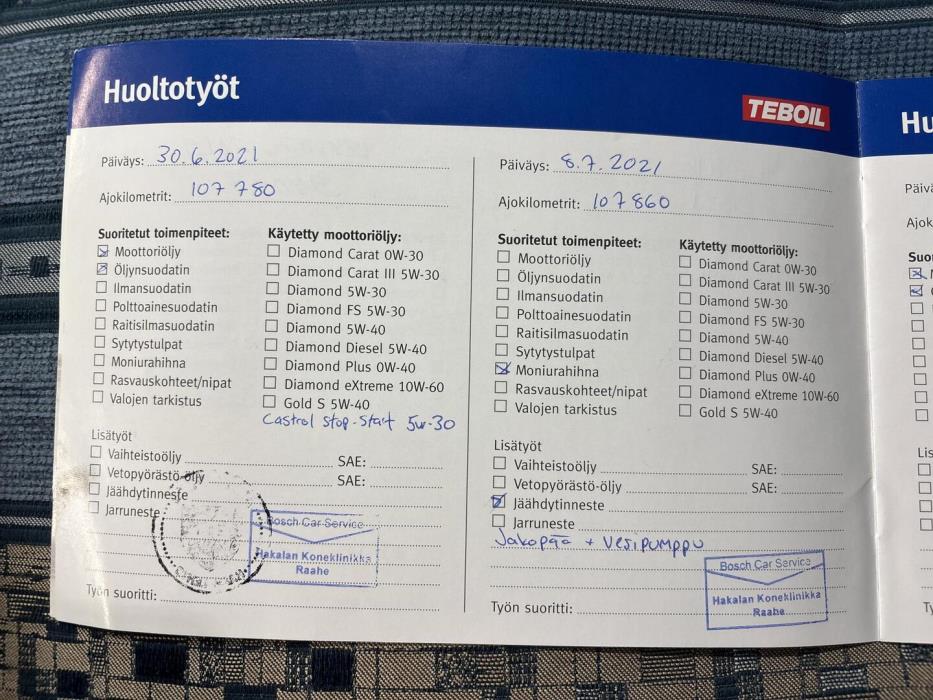 Huoltotyöt
TEBOIL
Päiväys: 30.6.2021
Ajokilometrit: 107 780
Suoritetut toimenpiteet:
Moottoriöljy
Öljynsuodatin
Ilmansuodatin
Polttoainesuodatin
Raitisilmasuodatin
Sytytystulpat
Moniurahihna
Rasvauskohteet/nipat
Valojen tarkistus
Käytetty moottoriöljy:
Diamond Carat 0W-30
Diamond Carat III 5W-30
Diamond 5W-30
Diamond FS 5W-30
Diamond 5W-40
Diamond Diesel 5W-40
Diamond Plus 0W-40
Diamond eXtreme 10W-60
Gold S 5W-40
Castrol Stop-Start 5w-30
Lisätyöt
Vaihteistoöljy SAE:
Vetopyörästö-öljy SAE:
Jäähdytinneste
Jarruneste
Bosch Car Service
Hakalan Koneklinikka
Raahe
Työn suoritti:
Päiväys: 8.7.2021
Ajokilometrit: 107 860
Suoritetut toimenpiteet:
Moottoriöljy
Öljynsuodatin
Ilmansuodatin
Polttoainesuodatin
Raitisilmasuodatin
Sytytystulpat
Moniurahihna
Rasvauskohteet/nipat
Valojen tarkistus
Käytetty moottoriöljy:
Diamond Carat 0W-30
Diamond Carat III 5W-30
Diamond 5W-30
Diamond FS 5W-30
Diamond 5W-40
Diamond Diesel 5W-40
Diamond Plus 0W-40
Diamond eXtreme 10W-60
Gold S 5W-40
Lisätyöt
Vaihteistoöljy SAE:
Vetopyörästö-öljy SAE:
Jäähdytinneste
Jarruneste
Jakopää + Vesipumppu
Bosch Car Service
Hakalan Koneklinikka
Raahe
Työn suoritti: